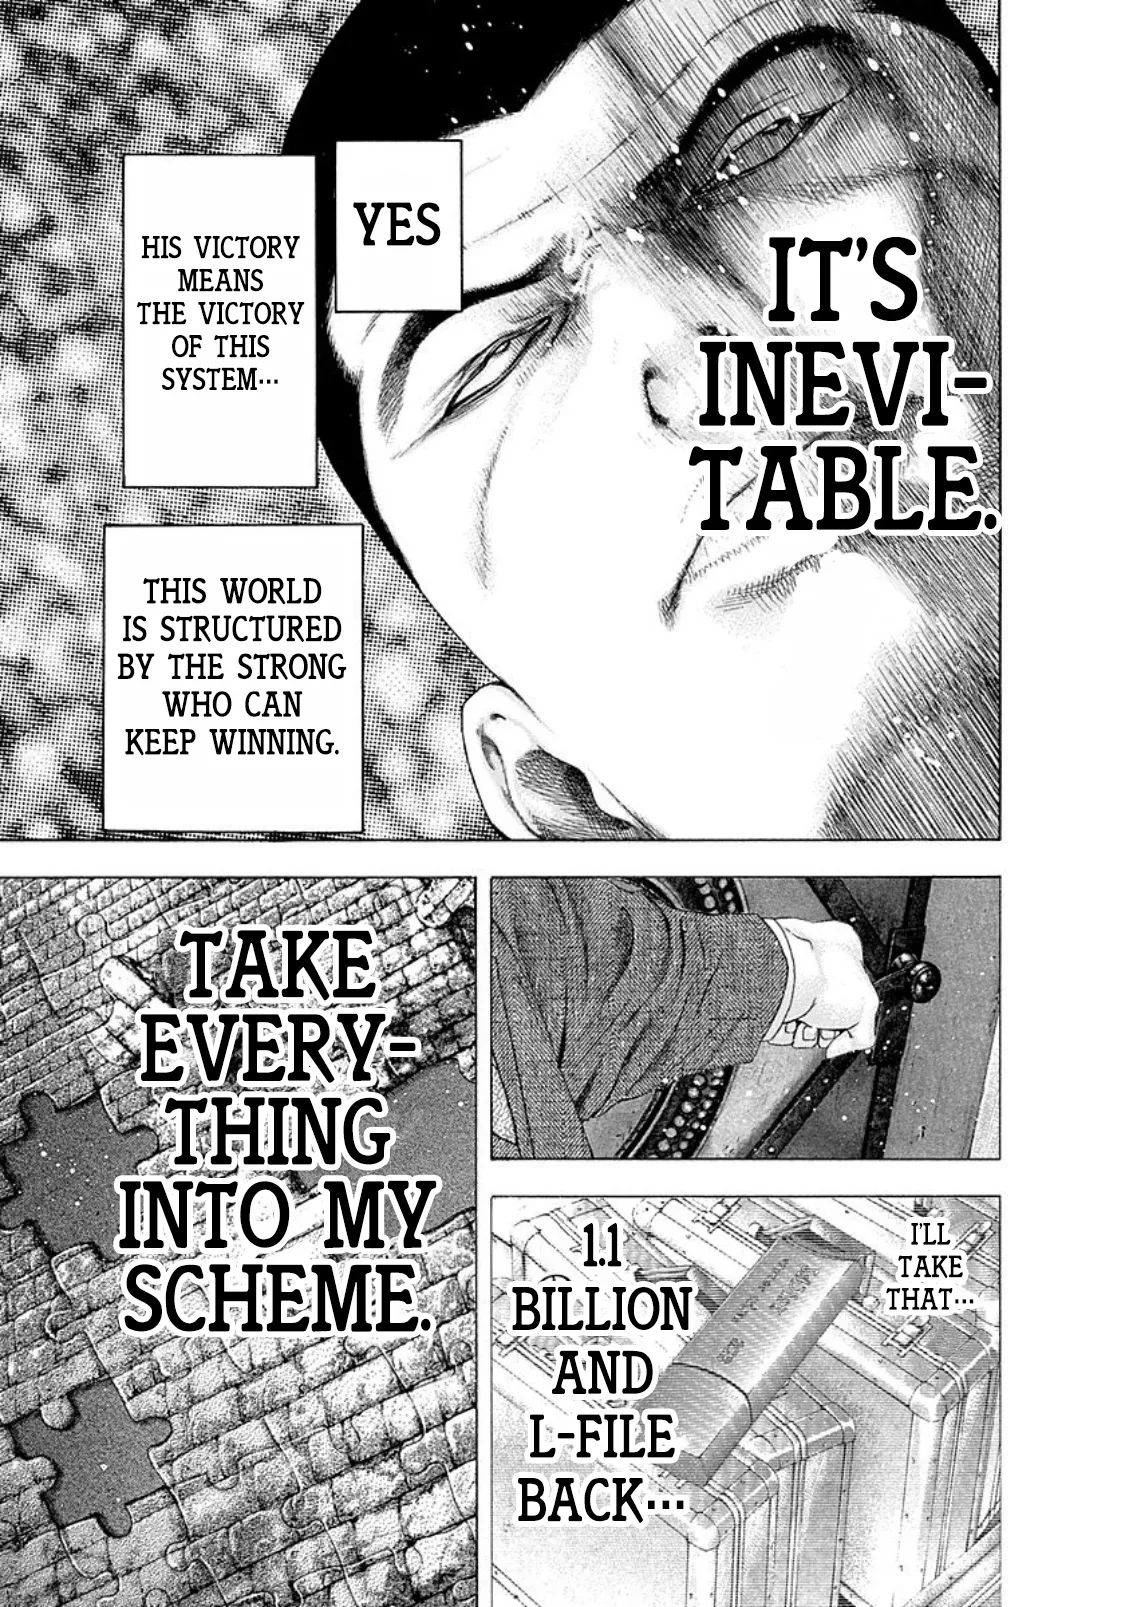 IT'S
INEVI-
TABLE.
YES
HIS VICTORY
MEANS
THE VICTORY
OF THIS
SYSTEM...
THIS WORLD
IS STRUCTURED
BY THE STRONG
WHO CAN
KEEP WINNING.
I'LL
TAKE
THAT...
1.1
BILLION
AND
L-FILE
BACK...
TAKE
EVERY-
THING
INTO MY
SCHEME.